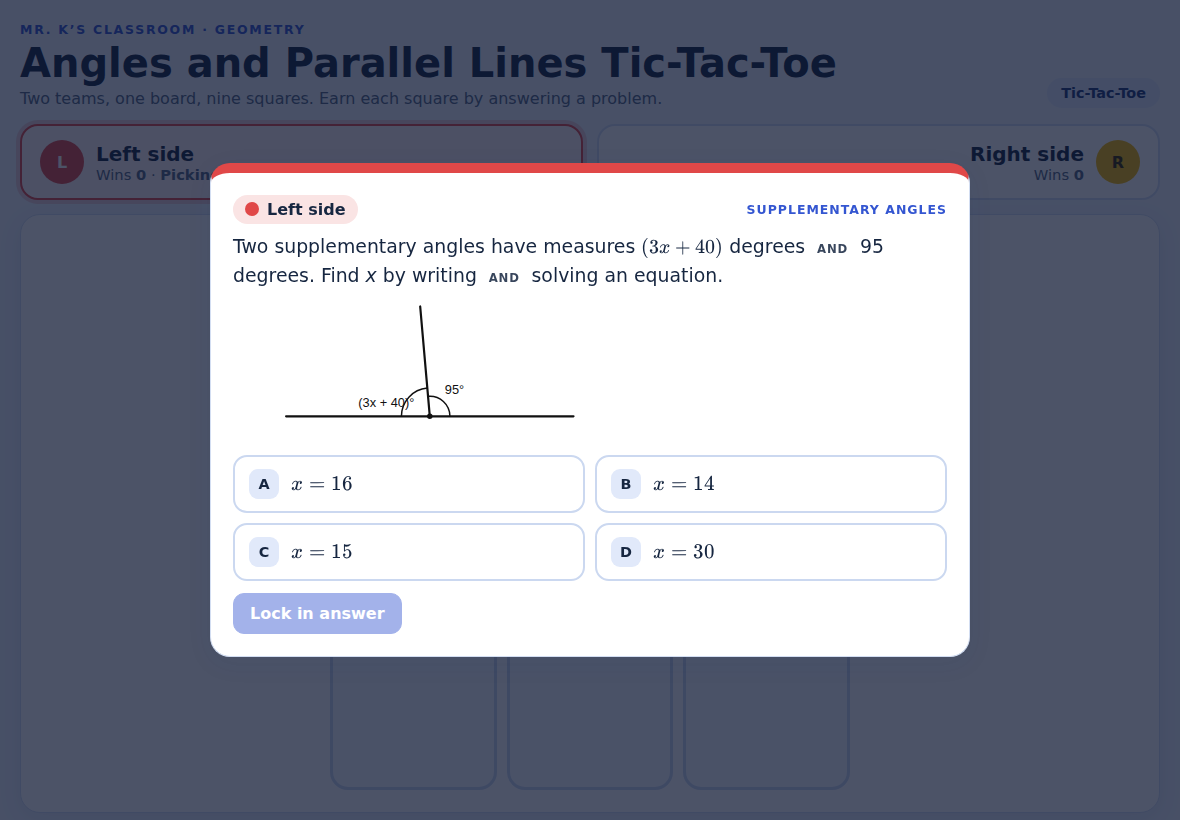 MR. K’S CLASSROOM · GEOMETRY
Angles and Parallel Lines Tic-Tac-Toe
Two teams, one board, nine squares. Earn each square by answering a problem.
Tic-Tac-Toe
L
Left side
Wins 0 · Pickin
Right side
Wins 0
R
Left side
SUPPLEMENTARY ANGLES
Two supplementary angles have measures (3x + 40) degrees AND 95
degrees. Find x by writing AND solving an equation.
95°
(3x + 40)°
A x = 16
B x = 14
C x = 15
D x = 30
Lock in answer